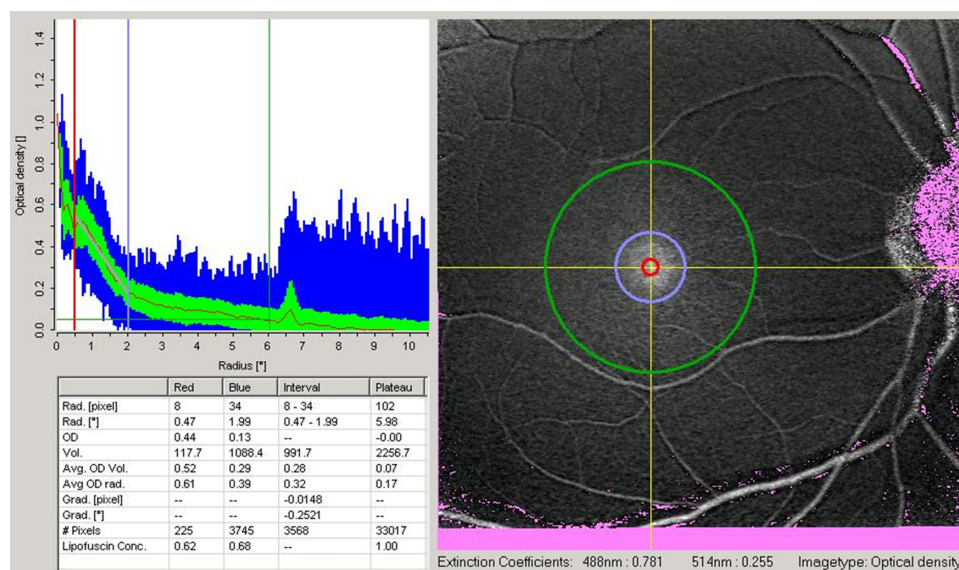 1.4
1.2
1.0
0.8
0.6
0.4
0.2
0.0
Optical density []
0 1 2 3 4 5 6 7 8 9 10
Radius [°]
Red Blue Interval Plateau
Rad. [pixel] 8 34 8 - 34 102
Rad. [°] 0.47 1.99 0.47 - 1.99 5.98
OD 0.44 0.13 -- -0.00
Vol. 117.7 1088.4 991.7 2256.7
Avg. OD Vol. 0.52 0.29 0.28 0.07
Avg OD rad. 0.61 0.39 0.32 0.17
Grad. [pixel] -- -- -0.0148 --
Grad. [°] -- -- -0.2521 --
# Pixels 225 3745 3568 33017
Lipofuscin Conc. 0.62 0.68 -- 1.00
Extinction Coefficients: 488nm : 0.781 514nm : 0.255 Imagetype: Optical density